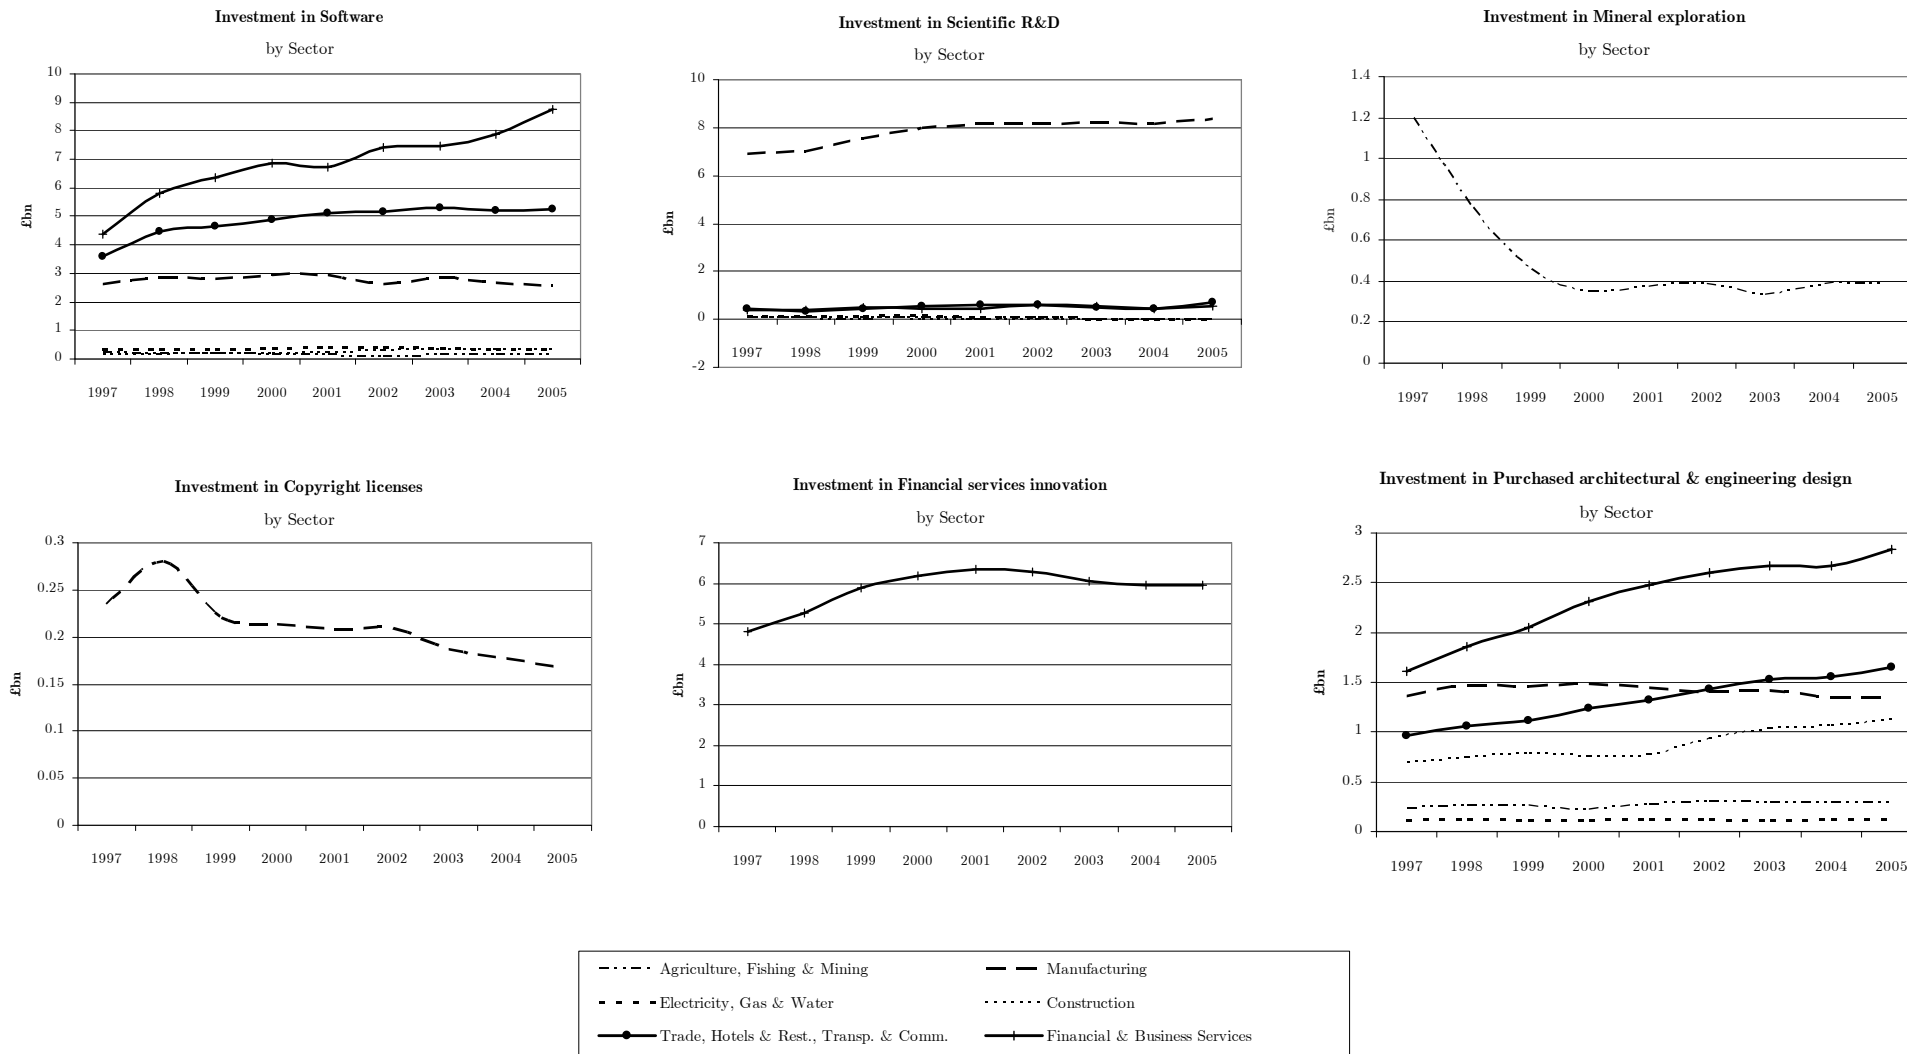 Investment in Software
by Sector
10
9
8
7
6
5
4
3
2
1
0
£bn
1997 1998 1999 2000 2001 2002 2003 2004 2005
Investment in Scientific R&D
by Sector
10
8
6
4
2
0
-2
£bn
1997 1998 1999 2000 2001 2002 2003 2004 2005
Investment in Mineral exploration
by Sector
1.4
1.2
1
0.8
0.6
0.4
0.2
0
£bn
1997 1998 1999 2000 2001 2002 2003 2004 2005
Investment in Copyright licenses
by Sector
0.3
0.25
0.2
0.15
0.1
0.05
0
£bn
1997 1998 1999 2000 2001 2002 2003 2004 2005
Investment in Financial services innovation
by Sector
7
6
5
4
3
2
1
0
£bn
1997 1998 1999 2000 2001 2002 2003 2004 2005
Investment in Purchased architectural & engineering design
by Sector
3
2.5
2
1.5
1
0.5
0
£bn
1997 1998 1999 2000 2001 2002 2003 2004 2005
Agriculture, Fishing & Mining Manufacturing
Electricity, Gas & Water Construction
Trade, Hotels & Rest., Transp. & Comm. Financial & Business Services